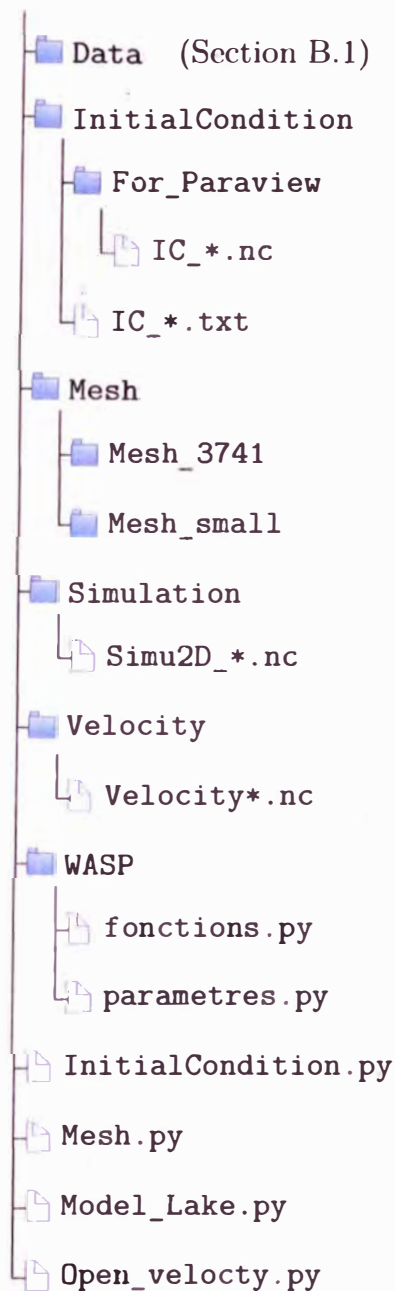 Data (Section B.1)
InitialCondition
For_Paraview
IC_*.nc
IC_*.txt
Mesh
Mesh_3741
Mesh_small
Simulation
Simu2D_*.nc
Velocity
Velocity*.nc
WASP
fonctions.py
parametres.py
InitialCondition.py
Mesh.py
Model_Lake.py
Open_velocty.py